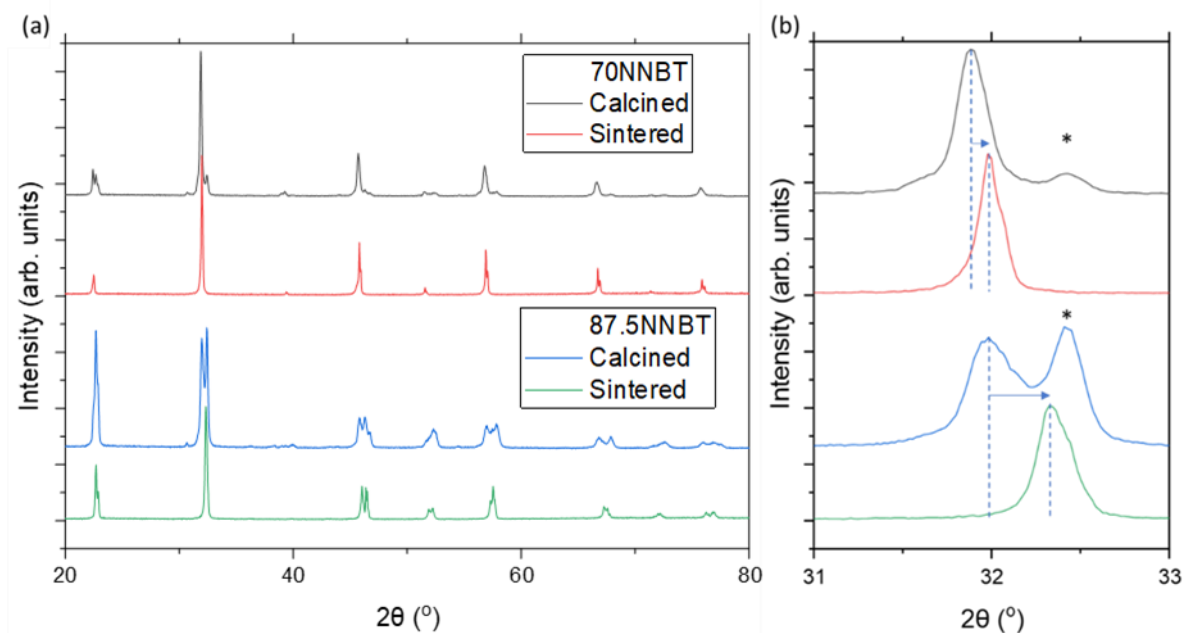 (a)
70NNBT
Calcined
Sintered
87.5NNBT
Calcined
Sintered
Intensity (arb. units)
20
40
60
80
2θ (°)
(b)
*
*
Intensity (arb. units)
31
32
33
2θ (°)